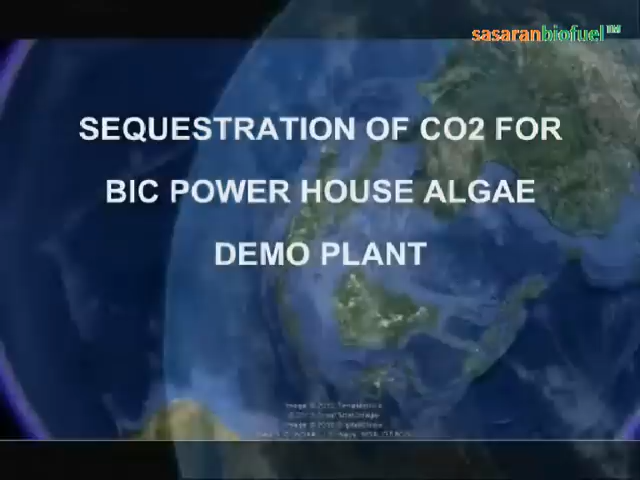 sasaranbiofuel™
SEQUESTRATION OF CO2 FOR
BIC POWER HOUSE ALGAE
DEMO PLANT